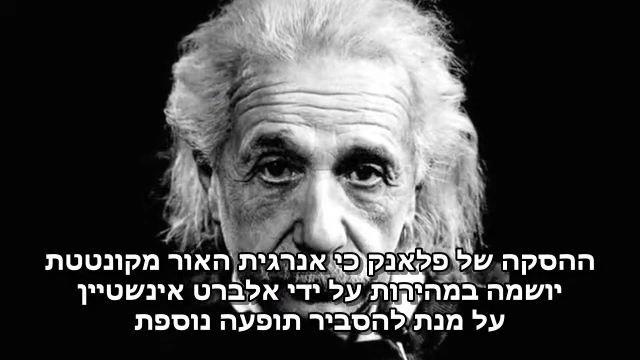 ההסקה של פלאנק כי אנרגית האור מקונטטת
יושמה במהירות על ידי אלברט אינשטיין
על מנת להסביר תופעה נוספת